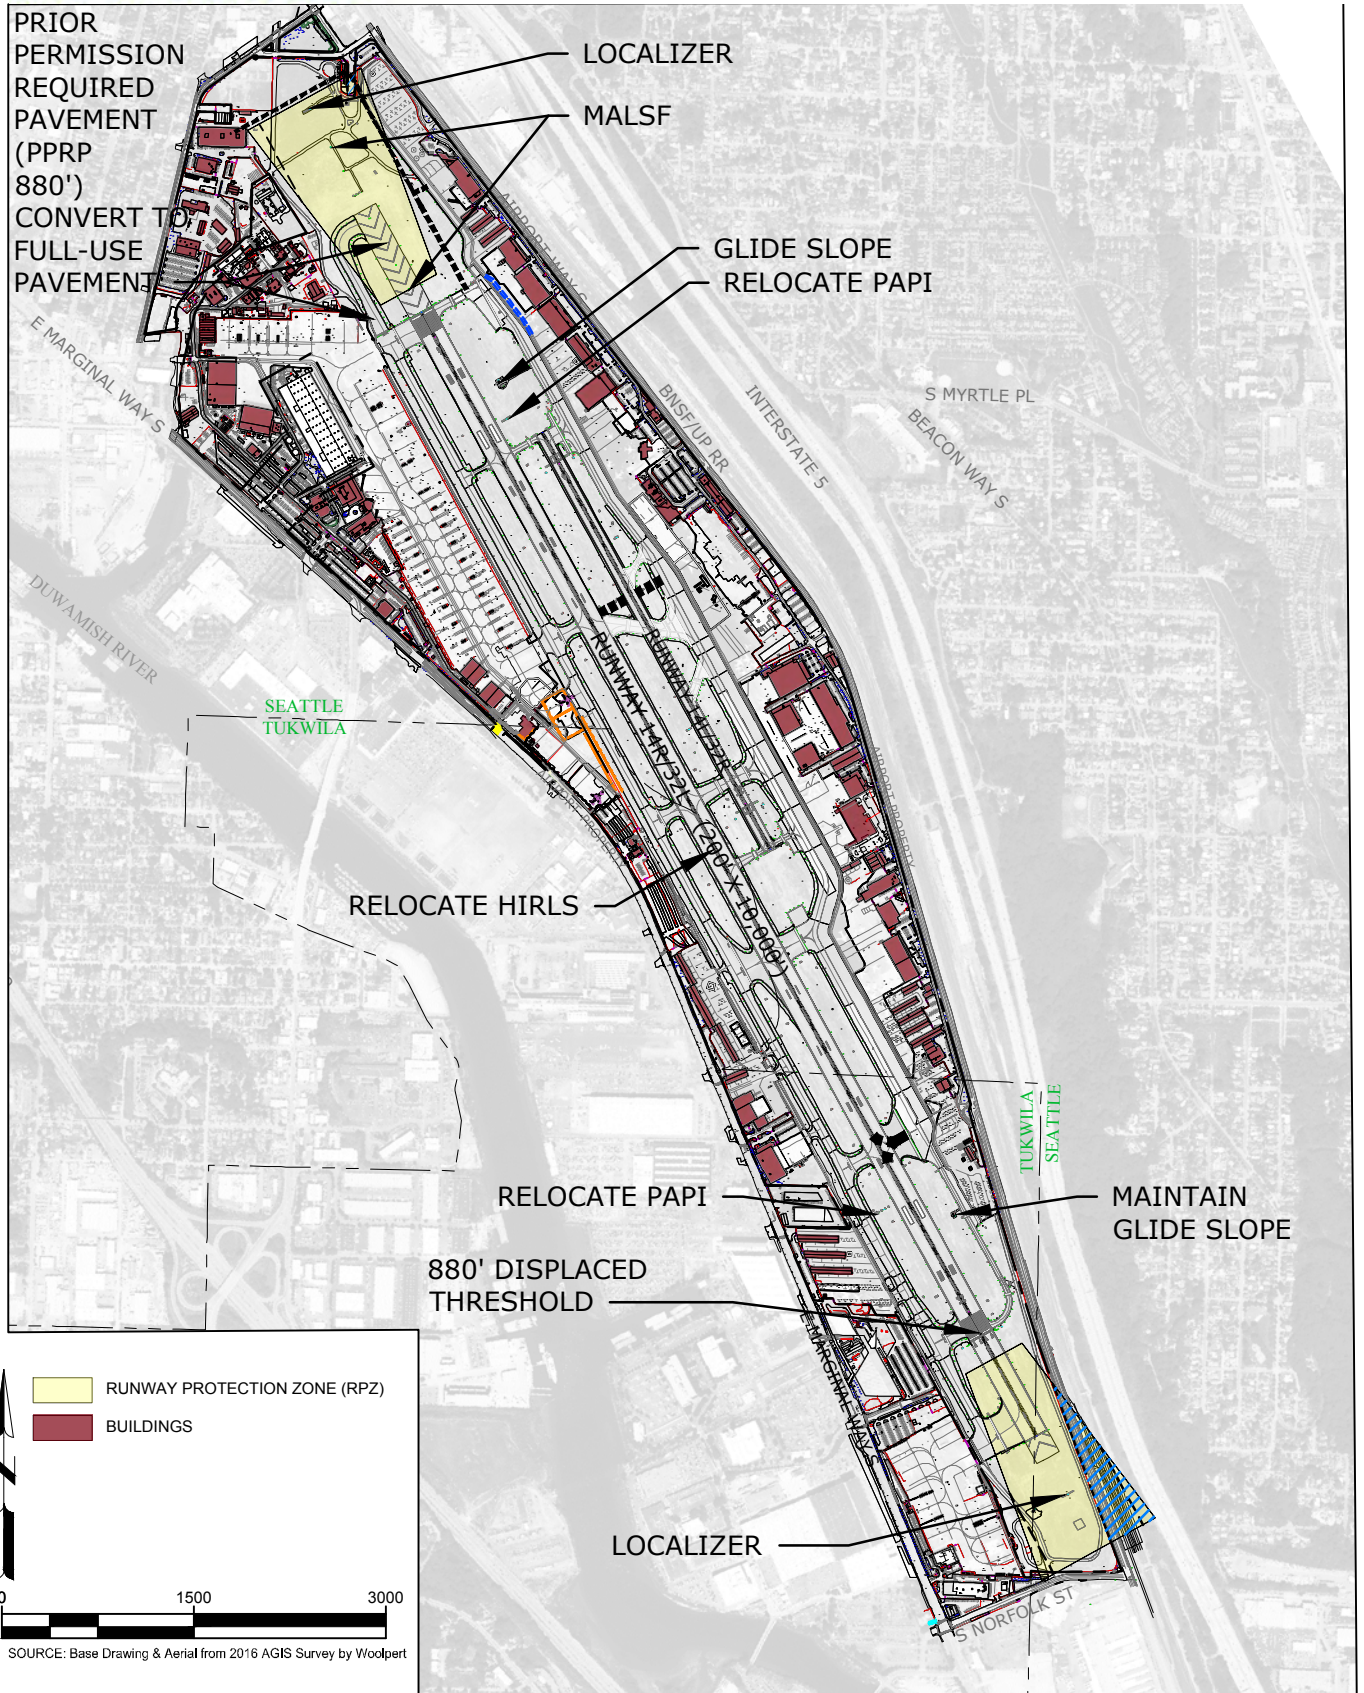 PRIOR
PERMISSION
REQUIRED
PAVEMENT
(PPRP
880')
CONVERT TO
FULL-USE
PAVEMENT
LOCALIZER
MALSF
GLIDE SLOPE
RELOCATE PAPI
AIRPORT WAY S
E MARGINAL WAY S
BNSF/UP RR
INTERSTATE 5
S MYRTLE PL
BEACON WAY S
DUWAMISH RIVER
SEATTLE
TUKWILA
RUNWAY 14L/32R
RUNWAY 14R/32L (200' X 10,000')
AIRPORT PROPERTY
AIRPORT PROPERTY
RELOCATE HIRLS
TUKWILA
SEATTLE
RELOCATE PAPI
MAINTAIN
GLIDE SLOPE
880' DISPLACED
THRESHOLD
E MARGINAL WAY S
LOCALIZER
S NORFOLK ST
RUNWAY PROTECTION ZONE (RPZ)
BUILDINGS
0 1500 3000
SOURCE: Base Drawing & Aerial from 2016 AGIS Survey by Woolpert